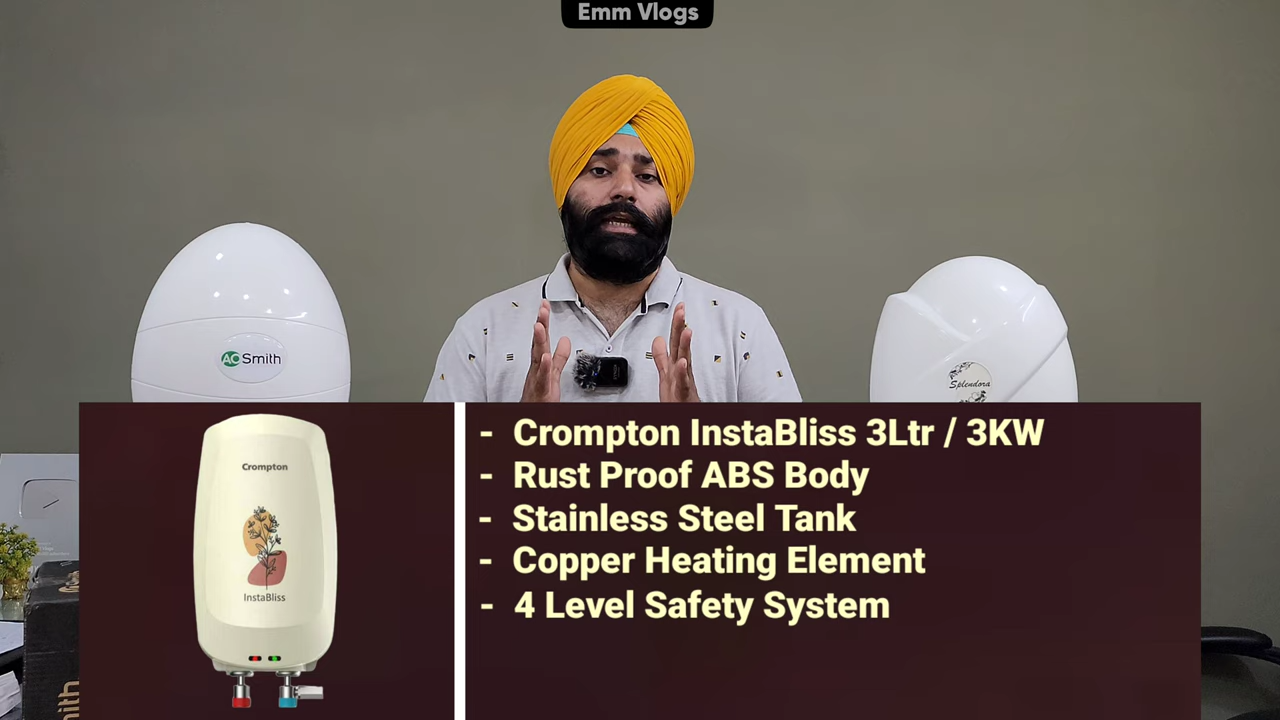 Emm Vlogs
AO Smith
Splendora
Crompton
InstaBliss
- Crompton InstaBliss 3Ltr / 3KW
- Rust Proof ABS Body
- Stainless Steel Tank
- Copper Heating Element
- 4 Level Safety System
mith